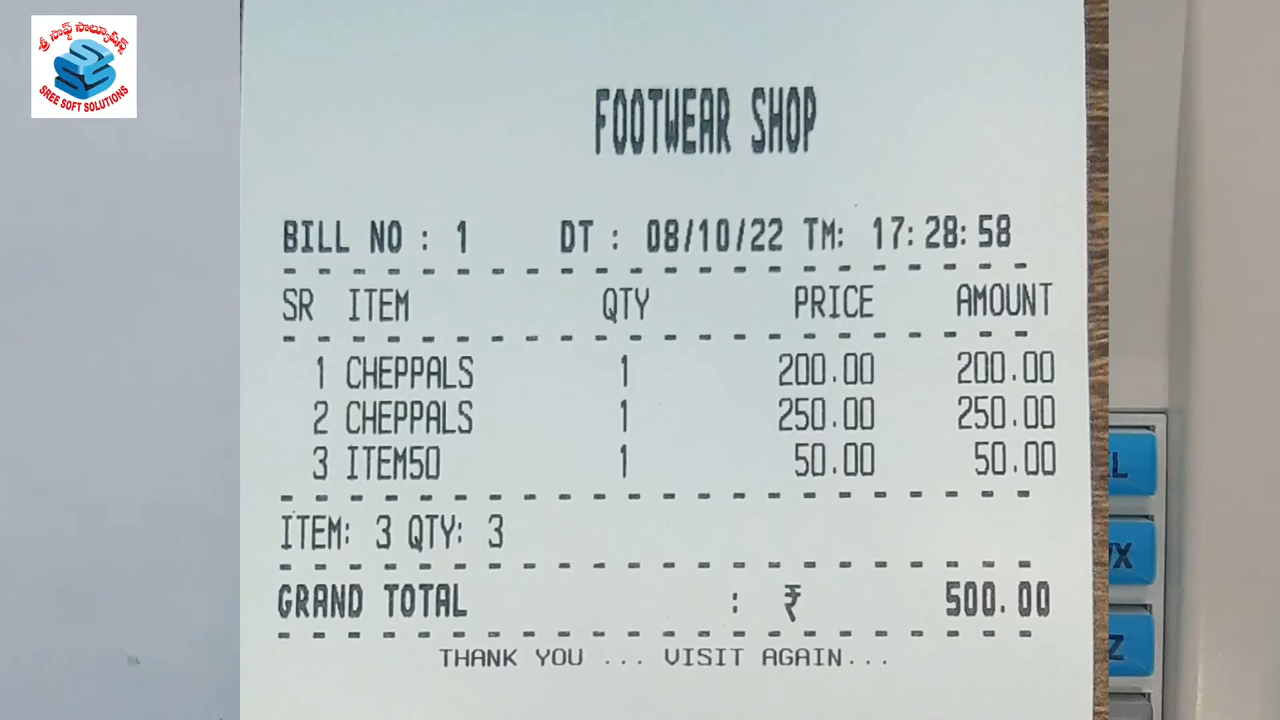 శ్రీ సాఫ్ట్ సొల్యూషన్స్
SREE SOFT SOLUTIONS
FOOTWEAR SHOP
BILL NO : 1 DT : 08/10/22 TM: 17:28:58
SR ITEM QTY PRICE AMOUNT
1 CHEPPALS 1 200.00 200.00
2 CHEPPALS 1 250.00 250.00
3 ITEM50 1 50.00 50.00
ITEM: 3 QTY: 3
GRAND TOTAL : ₹ 500.00
THANK YOU ... VISIT AGAIN...